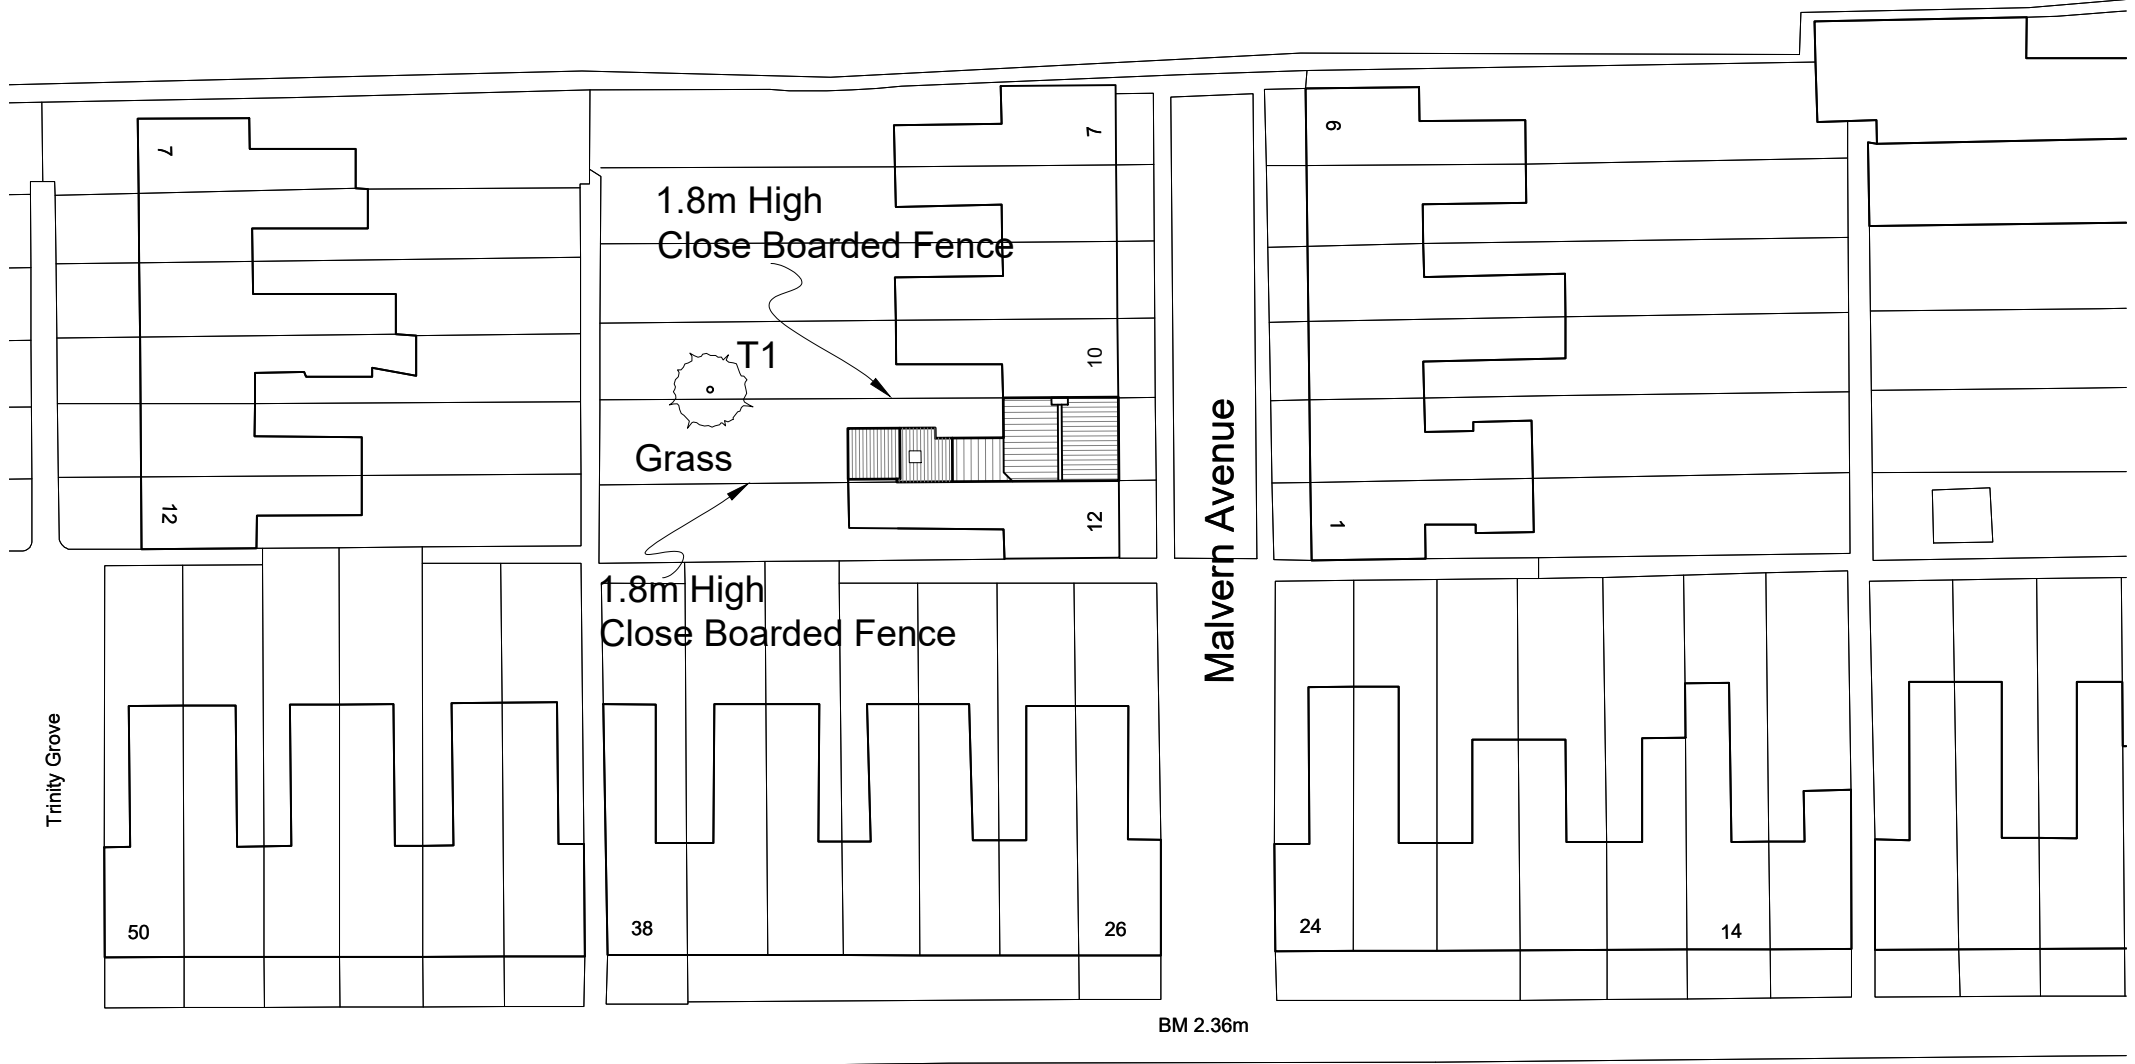 7
7
6
1.8m High
Close Boarded Fence
T1
10
Grass
12
12
1
Malvern Avenue
1.8m High
Close Boarded Fence
Trinity Grove
50
38
26
24
14
BM 2.36m